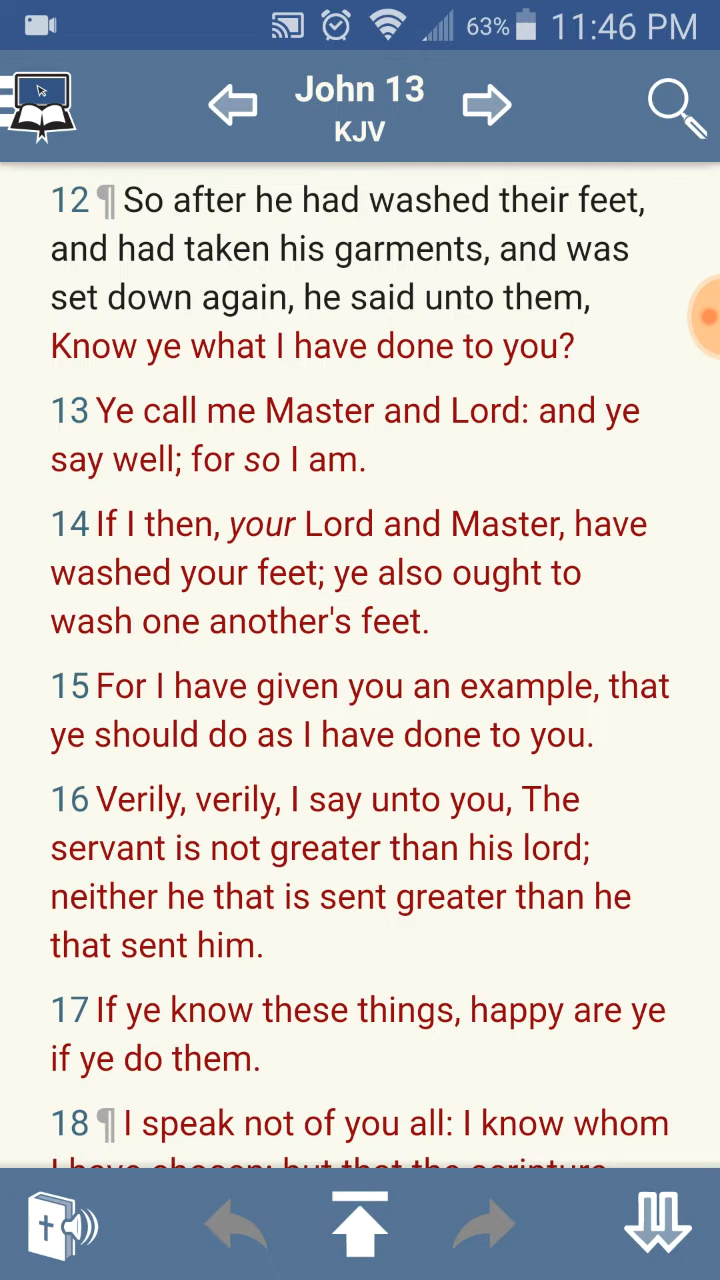 63% 11:46 PM
John 13
KJV
12 ¶ So after he had washed their feet,
and had taken his garments, and was
set down again, he said unto them,
Know ye what I have done to you?
13 Ye call me Master and Lord: and ye
say well; for so I am.
14 If I then, your Lord and Master, have
washed your feet; ye also ought to
wash one another's feet.
15 For I have given you an example, that
ye should do as I have done to you.
16 Verily, verily, I say unto you, The
servant is not greater than his lord;
neither he that is sent greater than he
that sent him.
17 If ye know these things, happy are ye
if ye do them.
18 ¶ I speak not of you all: I know whom
I have chosen: but that the scripture